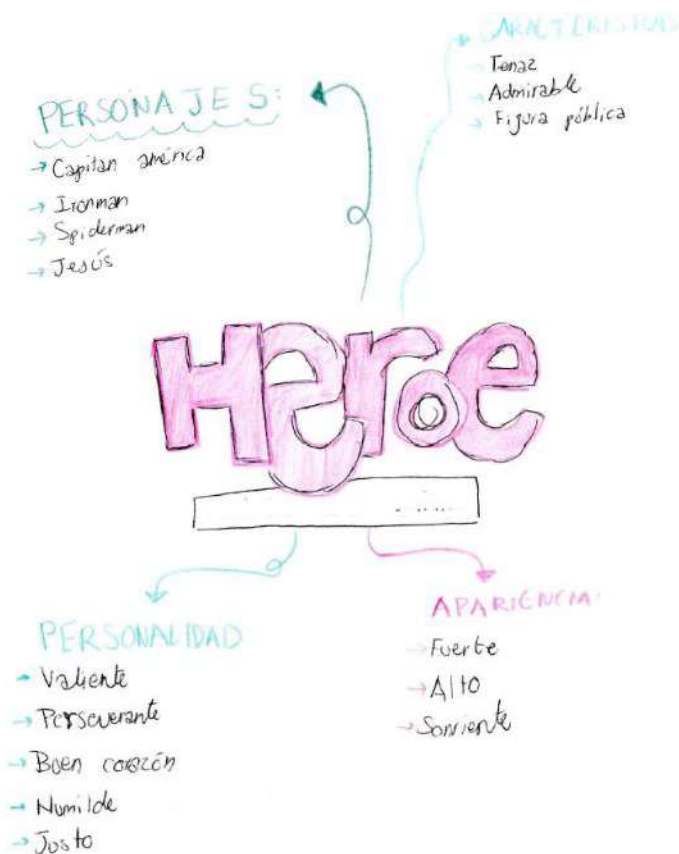 CARACTERISTICAS
Tenaz
Admirable
Figura pública
PERSONAJES:
Capitan américa
Ironman
Spiderman
Jesús
Heroe
PERSONALIDAD
Valiente
Perseverante
Buen corazón
Humilde
Justo
APARIENCIA:
Fuerte
Alto
Sonriente